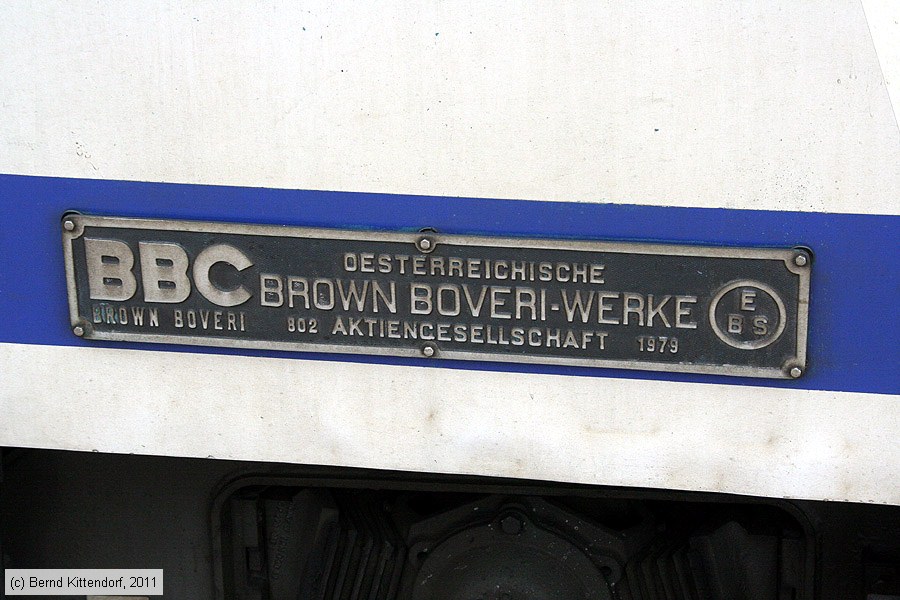 BBC
BROWN BOVERI
OESTERREICHISCHE
BROWN BOVERI-WERKE
802 AKTIENGESELLSCHAFT 1979
E
B S
(c) Bernd Kittendorf, 2011